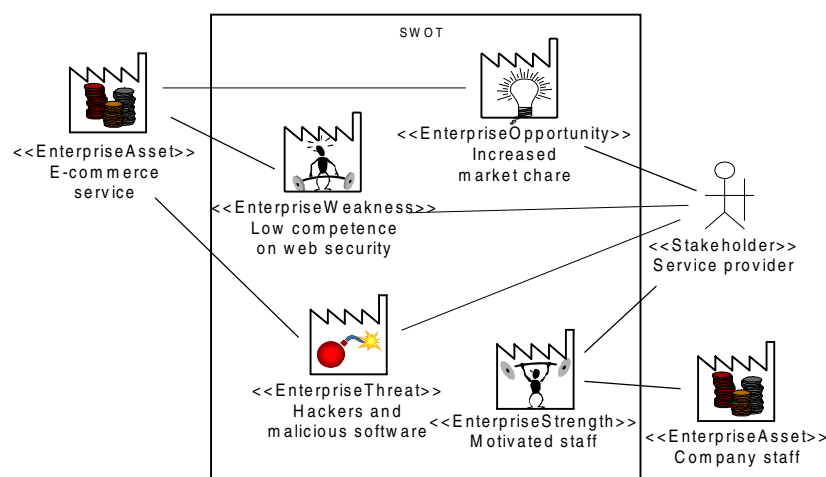 SWOT
<<EnterpriseAsset>>
E-commerce
service
<<EnterpriseOpportunity>>
Increased
market chare
<<EnterpriseWeakness>>
Low competence
on web security
<<Stakeholder>>
Service provider
<<EnterpriseThreat>>
Hackers and
malicious software
<<EnterpriseStrength>>
Motivated staff
<<EnterpriseAsset>>
Company staff